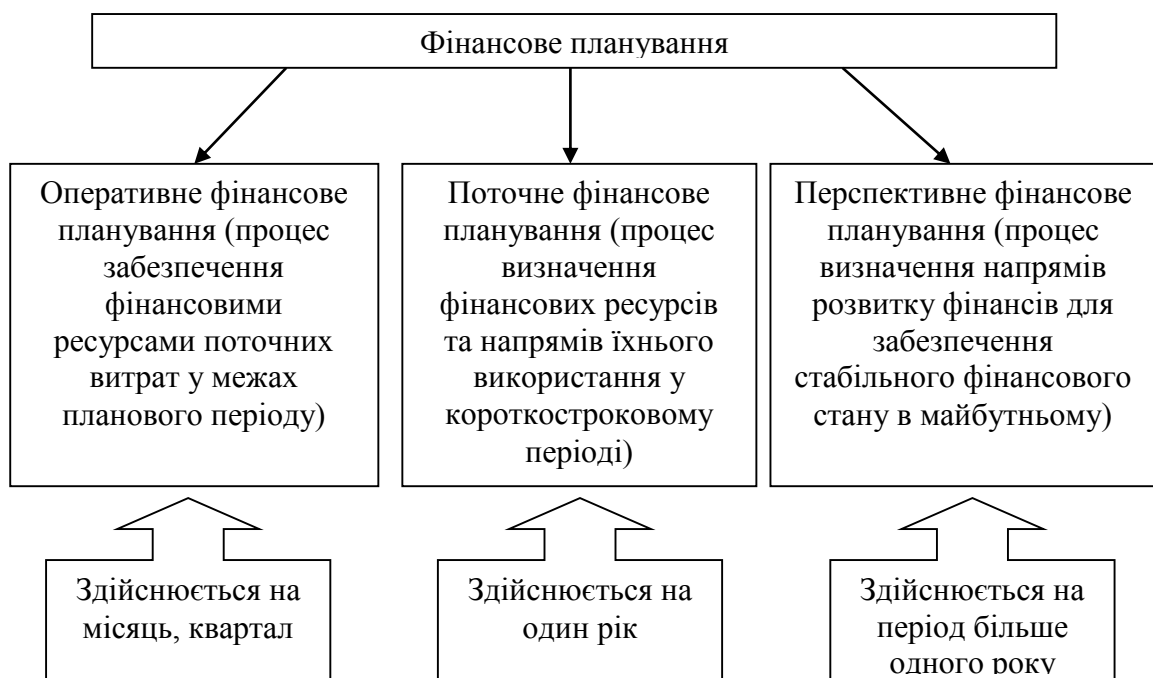 Фінансове планування
Оперативне фінансове
планування (процес
забезпечення
фінансовими
ресурсами поточних
витрат у межах
планового періоду)
Поточне фінансове
планування (процес
визначення
фінансових ресурсів
та напрямів їхнього
використання у
короткостроковому
періоді)
Перспективне фінансове
планування (процес
визначення напрямів
розвитку фінансів для
забезпечення
стабільного фінансового
стану в майбутньому)
Здійснюється на
місяць, квартал
Здійснюється на
один рік
Здійснюється на
період більше
одного року